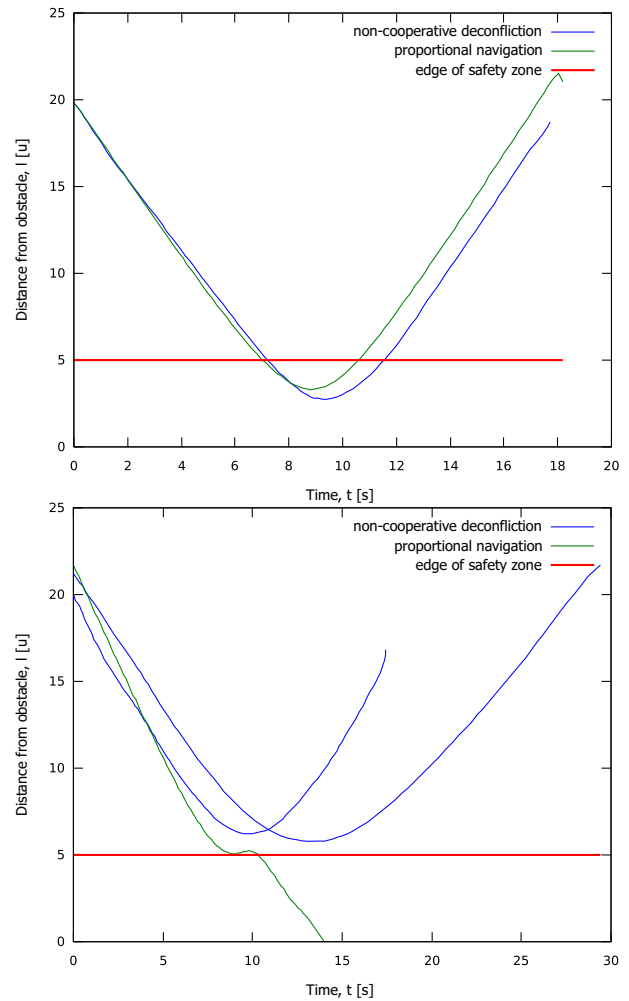 25
20
15
10
5
0
Distance from obstacle, l [u]
non-cooperative deconfliction
proportional navigation
edge of safety zone
0 2 4 6 8 10 12 14 16 18 20
Time, t [s]
25
20
15
10
5
0
Distance from obstacle, l [u]
non-cooperative deconfliction
proportional navigation
edge of safety zone
0 5 10 15 20 25 30
Time, t [s]